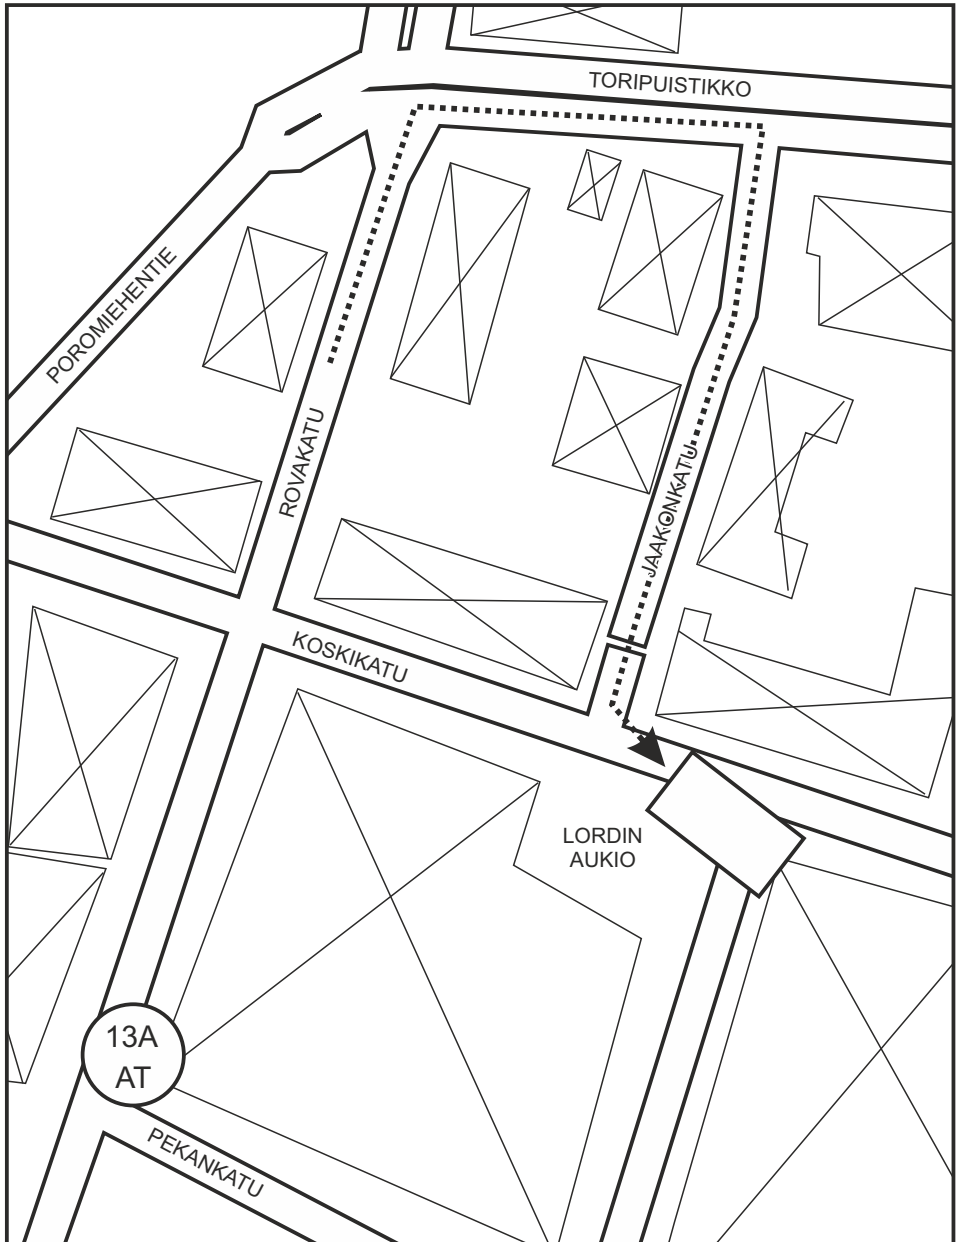 TORIPUISTIKKO
POROMIEHENTIE
ROVAKATU
JAAKONKATU
KOSKIKATU
LORDIN
AUKIO
13A
AT
PEKANKATU